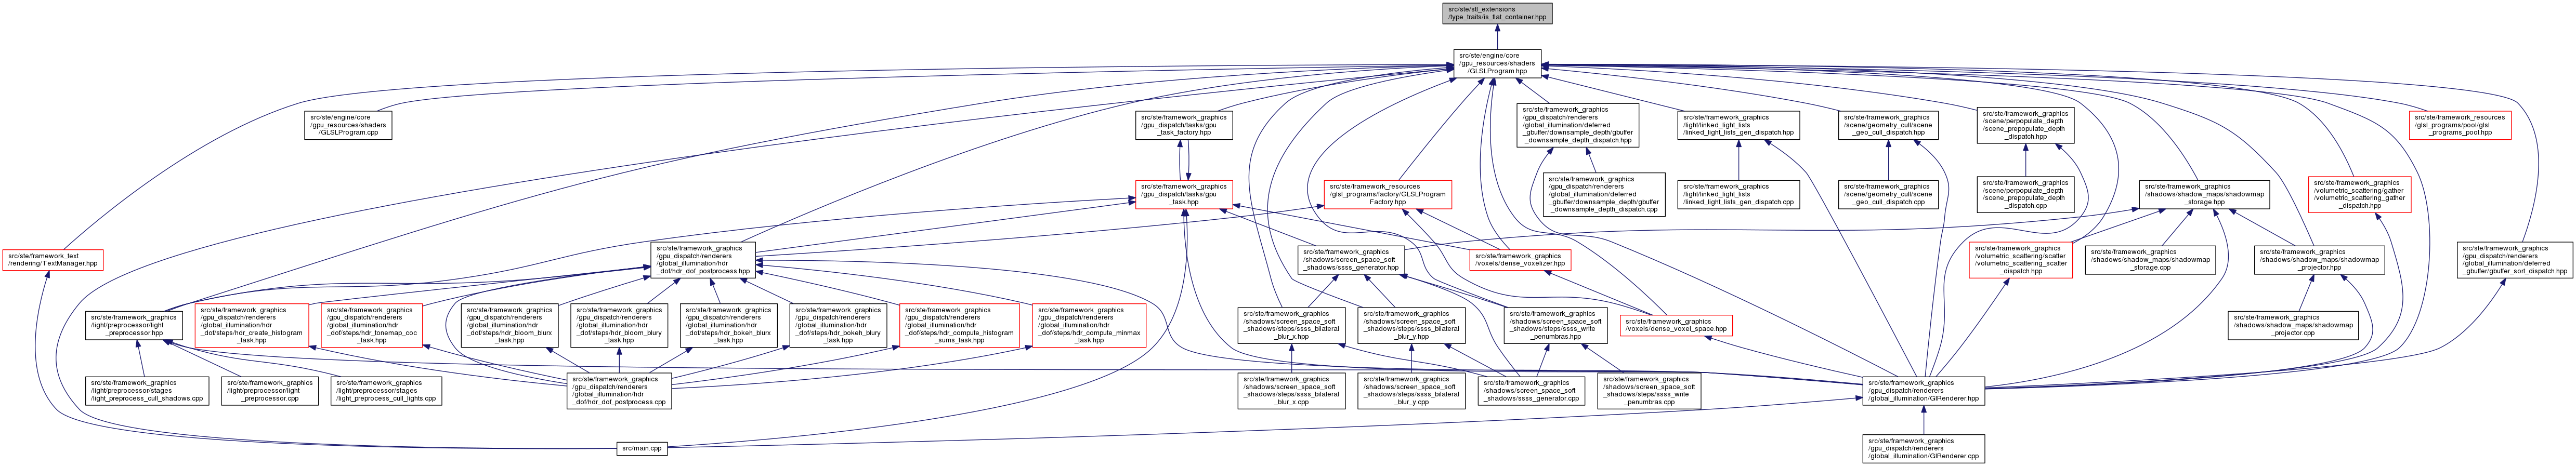 src/ste/stl_extensions
/type_traits/is_flat_container.hpp
src/ste/engine/core
/gpu_resources/shaders
/GLSLProgram.hpp
src/ste/engine/core
/gpu_resources/shaders
/GLSLProgram.cpp
src/ste/framework_graphics
/gpu_dispatch/tasks/gpu
_task_factory.hpp
src/ste/framework_graphics
/gpu_dispatch/renderers
/global_illumination/deferred
_gbuffer/downsample_depth/gbuffer
_downsample_depth_dispatch.hpp
src/ste/framework_graphics
/light/linked_light_lists
/linked_light_lists_gen_dispatch.hpp
src/ste/framework_graphics
/scene/geometry_cull/scene
_geo_cull_dispatch.hpp
src/ste/framework_graphics
/scene/perpopulate_depth
/scene_prepopulate_depth
_dispatch.hpp
src/ste/framework_resources
/glsl_programs/pool/glsl
_programs_pool.hpp
src/ste/framework_graphics
/gpu_dispatch/tasks/gpu
_task.hpp
src/ste/framework_resources
/glsl_programs/factory/GLSLProgram
Factory.hpp
src/ste/framework_graphics
/gpu_dispatch/renderers
/global_illumination/deferred
_gbuffer/downsample_depth/gbuffer
_downsample_depth_dispatch.cpp
src/ste/framework_graphics
/light/linked_light_lists
/linked_light_lists_gen_dispatch.cpp
src/ste/framework_graphics
/scene/geometry_cull/scene
_geo_cull_dispatch.cpp
src/ste/framework_graphics
/scene/perpopulate_depth
/scene_prepopulate_depth
_dispatch.cpp
src/ste/framework_graphics
/shadows/shadow_maps/shadowmap
_storage.hpp
src/ste/framework_graphics
/volumetric_scattering/gather
/volumetric_scattering_gather
_dispatch.hpp
src/ste/framework_text
/rendering/TextManager.hpp
src/ste/framework_graphics
/gpu_dispatch/renderers
/global_illumination/hdr
_dof/hdr_dof_postprocess.hpp
src/ste/framework_graphics
/shadows/screen_space_soft
_shadows/ssss_generator.hpp
src/ste/framework_graphics
/voxels/dense_voxelizer.hpp
src/ste/framework_graphics
/volumetric_scattering/scatter
/volumetric_scattering_scatter
_dispatch.hpp
src/ste/framework_graphics
/shadows/shadow_maps/shadowmap
_storage.cpp
src/ste/framework_graphics
/shadows/shadow_maps/shadowmap
_projector.hpp
src/ste/framework_graphics
/gpu_dispatch/renderers
/global_illumination/deferred
_gbuffer/gbuffer_sort_dispatch.hpp
src/ste/framework_graphics
/light/preprocessor/light
_preprocessor.hpp
src/ste/framework_graphics
/gpu_dispatch/renderers
/global_illumination/hdr
_dof/steps/hdr_create_histogram
_task.hpp
src/ste/framework_graphics
/gpu_dispatch/renderers
/global_illumination/hdr
_dof/steps/hdr_tonemap_coc
_task.hpp
src/ste/framework_graphics
/gpu_dispatch/renderers
/global_illumination/hdr
_dof/steps/hdr_bloom_blurx
_task.hpp
src/ste/framework_graphics
/gpu_dispatch/renderers
/global_illumination/hdr
_dof/steps/hdr_bloom_blury
_task.hpp
src/ste/framework_graphics
/gpu_dispatch/renderers
/global_illumination/hdr
_dof/steps/hdr_bokeh_blurx
_task.hpp
src/ste/framework_graphics
/gpu_dispatch/renderers
/global_illumination/hdr
_dof/steps/hdr_bokeh_blury
_task.hpp
src/ste/framework_graphics
/gpu_dispatch/renderers
/global_illumination/hdr
_dof/steps/hdr_compute_histogram
_sums_task.hpp
src/ste/framework_graphics
/gpu_dispatch/renderers
/global_illumination/hdr
_dof/steps/hdr_compute_minmax
_task.hpp
src/ste/framework_graphics
/shadows/screen_space_soft
_shadows/steps/ssss_bilateral
_blur_x.hpp
src/ste/framework_graphics
/shadows/screen_space_soft
_shadows/steps/ssss_bilateral
_blur_y.hpp
src/ste/framework_graphics
/shadows/screen_space_soft
_shadows/steps/ssss_write
_penumbras.hpp
src/ste/framework_graphics
/voxels/dense_voxel_space.hpp
src/ste/framework_graphics
/shadows/shadow_maps/shadowmap
_projector.cpp
src/ste/framework_graphics
/light/preprocessor/stages
/light_preprocess_cull_shadows.cpp
src/ste/framework_graphics
/light/preprocessor/light
_preprocessor.cpp
src/ste/framework_graphics
/light/preprocessor/stages
/light_preprocess_cull_lights.cpp
src/ste/framework_graphics
/gpu_dispatch/renderers
/global_illumination/hdr
_dof/hdr_dof_postprocess.cpp
src/ste/framework_graphics
/shadows/screen_space_soft
_shadows/steps/ssss_bilateral
_blur_x.cpp
src/ste/framework_graphics
/shadows/screen_space_soft
_shadows/steps/ssss_bilateral
_blur_y.cpp
src/ste/framework_graphics
/shadows/screen_space_soft
_shadows/ssss_generator.cpp
src/ste/framework_graphics
/shadows/screen_space_soft
_shadows/steps/ssss_write
_penumbras.cpp
src/ste/framework_graphics
/gpu_dispatch/renderers
/global_illumination/GIRenderer.hpp
src/main.cpp
src/ste/framework_graphics
/gpu_dispatch/renderers
/global_illumination/GIRenderer.cpp